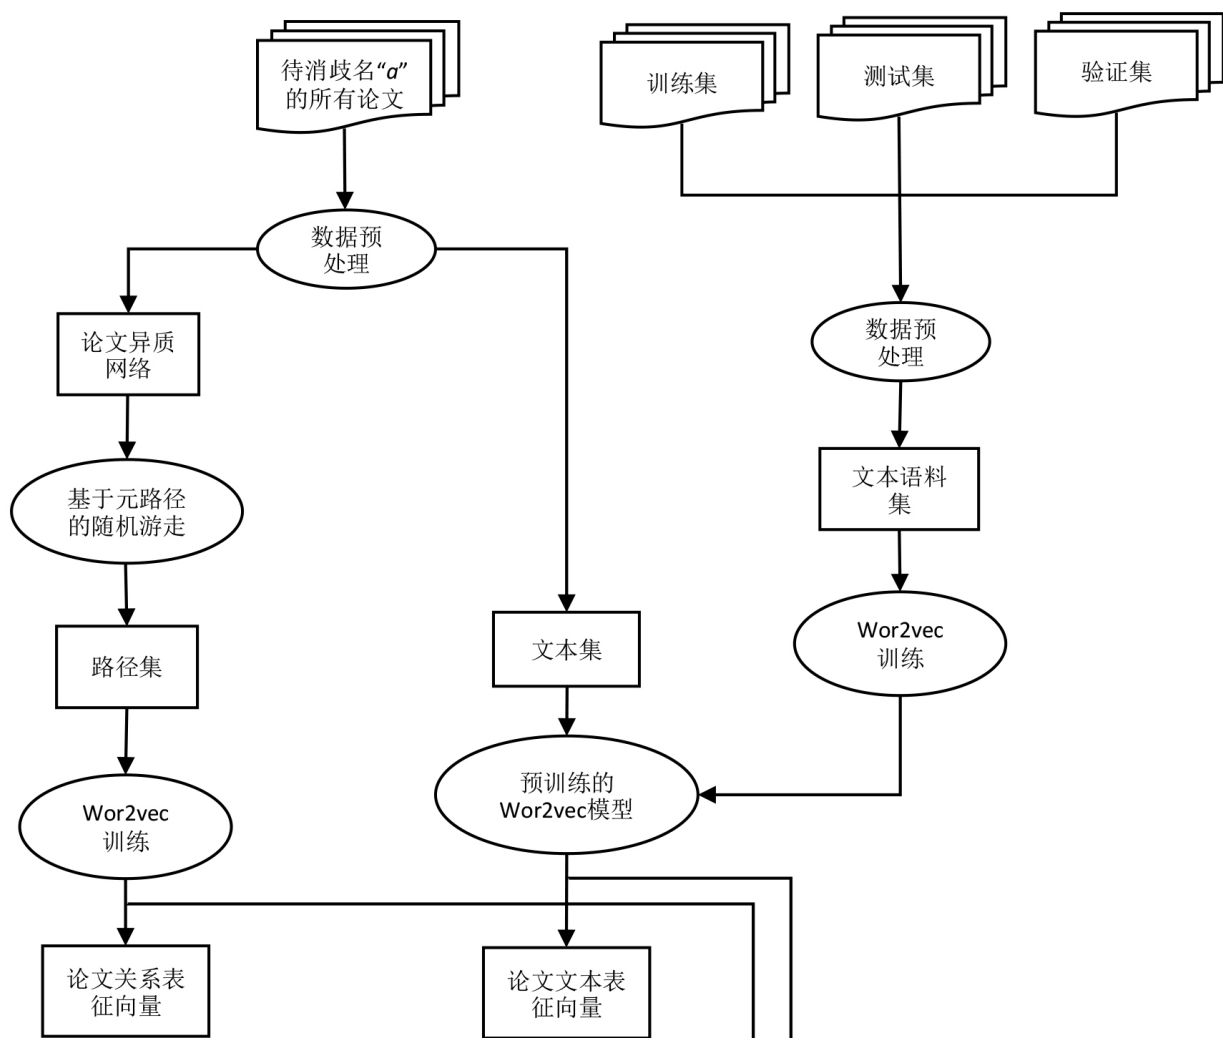 待消歧名“a”
的所有论文
训练集
测试集
验证集
数据预
处理
论文异质
网络
数据预
处理
基于元路径
的随机游走
文本语料
集
路径集
文本集
Wor2vec
训练
Wor2vec
训练
预训练的
Wor2vec模型
论文关系表
征向量
论文文本表
征向量